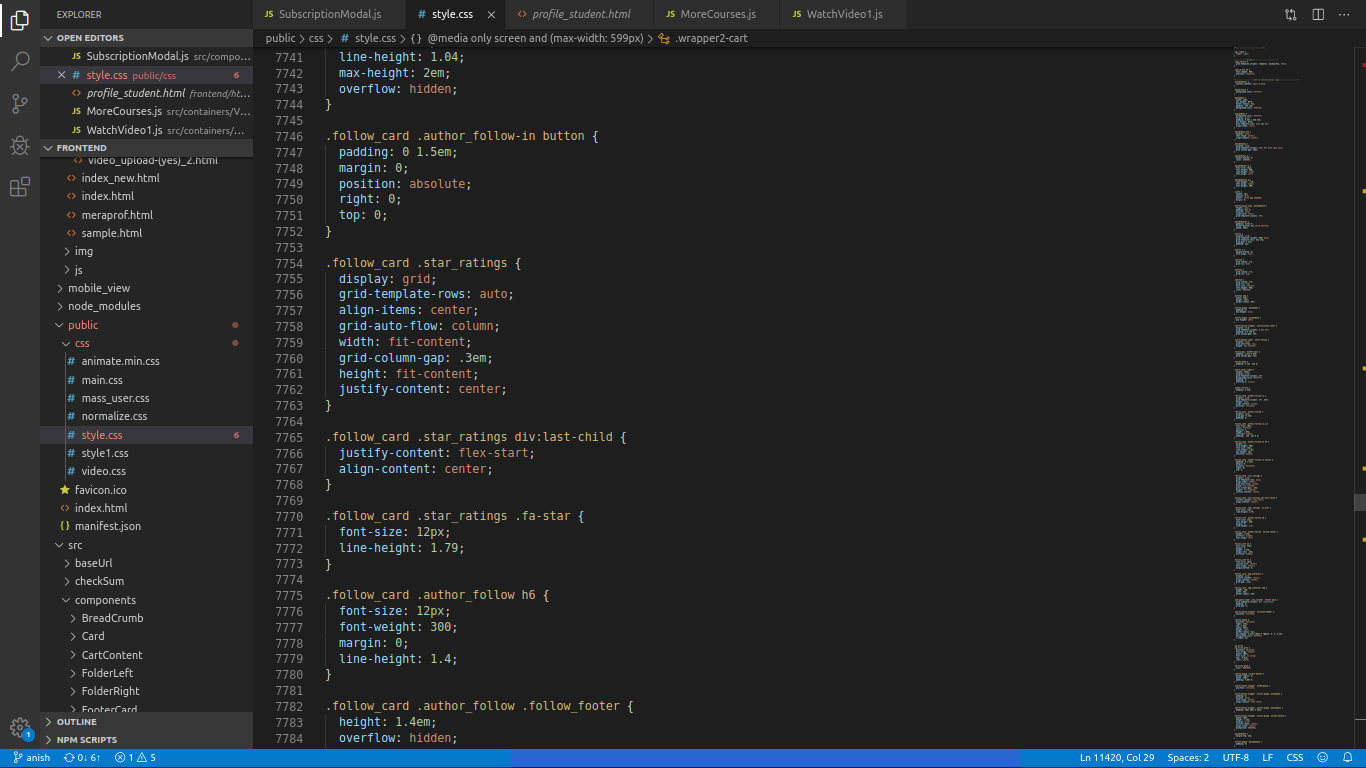 EXPLORER
SubscriptionModal.js
style.css
profile_student.html
MoreCourses.js
WatchVideo1.js
OPEN EDITORS
public > css > # style.css > {} @media only screen and (max-width: 599px) > .wrapper2-cart
JS SubscriptionModal.js src/compo...
# style.css public/css 6
profile_student.html frontend/ht...
JS MoreCourses.js src/containers/V...
JS WatchVideo1.js src/containers/...
FRONTEND
video_upload-(yes)_2.html
index_new.html
index.html
meraprof.html
sample.html
img
js
mobile_view
node_modules
public
css
# animate.min.css
# main.css
# mass_user.css
# normalize.css
# style.css 6
# style1.css
# video.css
favicon.ico
index.html
manifest.json
src
baseUrl
checkSum
components
BreadCrumb
Card
CartContent
FolderLeft
FolderRight
FooterCard
OUTLINE
NPM SCRIPTS
7741 line-height: 1.04;
7742 max-height: 2em;
7743 overflow: hidden;
7744 }
7745
7746 .follow_card .author_follow-in button {
7747 padding: 0 1.5em;
7748 margin: 0;
7749 position: absolute;
7750 right: 0;
7751 top: 0;
7752 }
7753
7754 .follow_card .star_ratings {
7755 display: grid;
7756 grid-template-rows: auto;
7757 align-items: center;
7758 grid-auto-flow: column;
7759 width: fit-content;
7760 grid-column-gap: .3em;
7761 height: fit-content;
7762 justify-content: center;
7763 }
7764
7765 .follow_card .star_ratings div:last-child {
7766 justify-content: flex-start;
7767 align-content: center;
7768 }
7769
7770 .follow_card .star_ratings .fa-star {
7771 font-size: 12px;
7772 line-height: 1.79;
7773 }
7774
7775 .follow_card .author_follow h6 {
7776 font-size: 12px;
7777 font-weight: 300;
7778 margin: 0;
7779 line-height: 1.4;
7780 }
7781
7782 .follow_card .author_follow .follow_footer {
7783 height: 1.4em;
7784 overflow: hidden;
1
anish 0↓ 6↑ 1 5 Ln 11420, Col 29 Spaces: 2 UTF-8 LF CSS